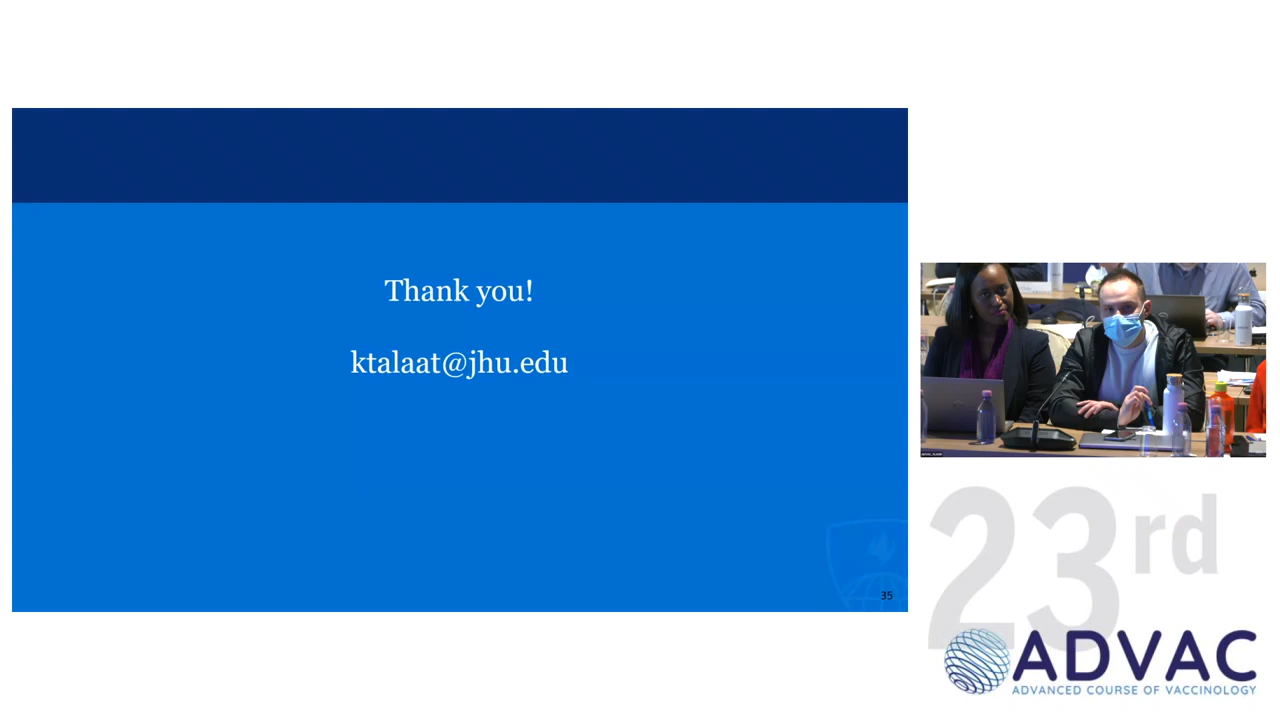 Thank you!
ktalaat@jhu.edu
35
23rd
ADVAC
ADVANCED COURSE OF VACCINOLOGY